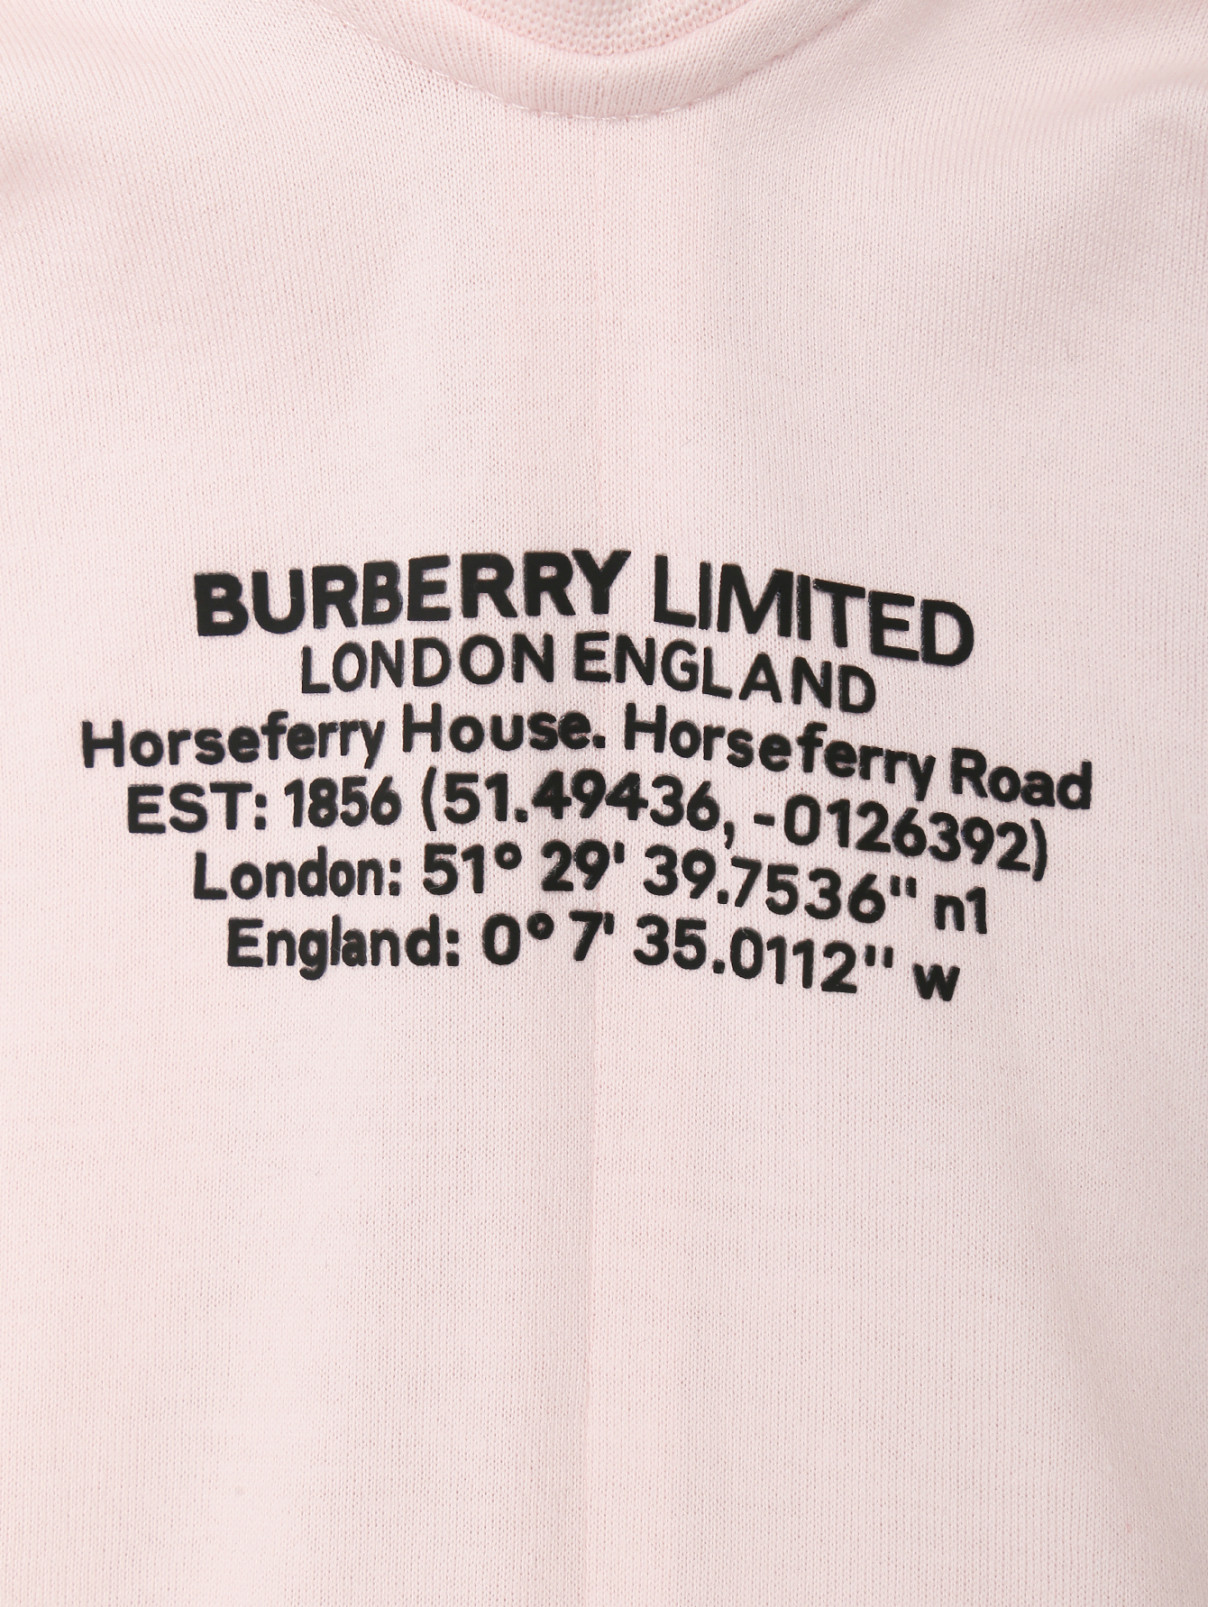 BURBERRY LIMITED
LONDON ENGLAND
Horseferry House. Horseferry Road
EST: 1856 (51.49436, -0126392)
London: 51° 29' 39.7536" n1
England: 0° 7' 35.0112" w